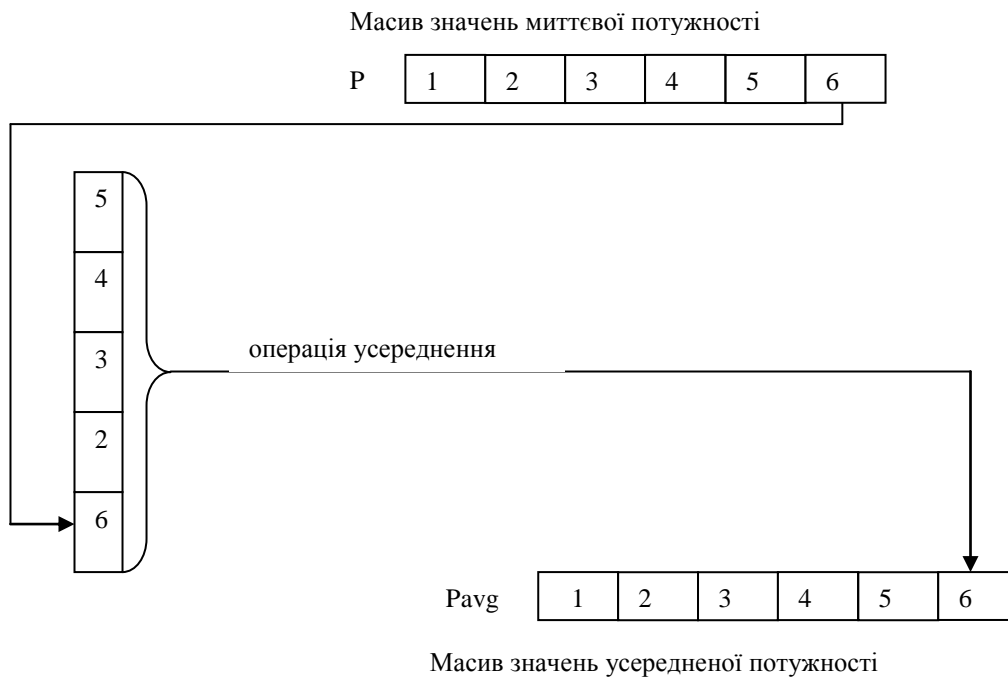 Масив значень миттєвої потужності
P 1 2 3 4 5 6
5
4
3
2
6
операція усереднення
Pavg 1 2 3 4 5 6
Масив значень усередненої потужності